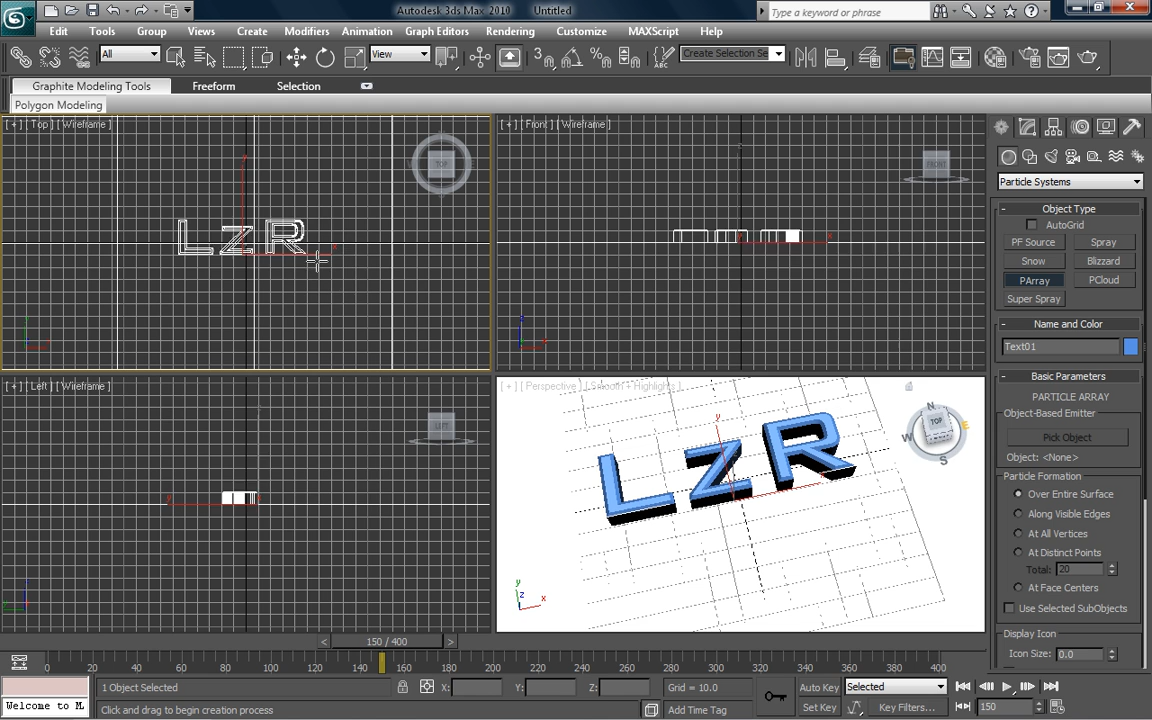 Autodesk 3ds Max 2010 Untitled
Type a keyword or phrase
Edit Tools Group Views Create Modifiers Animation Graph Editors Rendering Customize MAXScript Help
All View Create Selection Se
Graphite Modeling Tools Freeform Selection
Polygon Modeling
[ + ] [ Top ] [ Wireframe ]
TOP
[ + ] [ Front ] [ Wireframe ]
FRONT
LzR
[ + ] [ Left ] [ Wireframe ]
LEFT
[ + ] [ Perspective ] [ Smooth + Highlights ]
N
W TOP E
S
LzR
Particle Systems
- Object Type
AutoGrid
PF Source Spray
Snow Blizzard
PArray PCloud
Super Spray
- Name and Color
Text01
- Basic Parameters
PARTICLE ARRAY
Object-Based Emitter
Pick Object
Object: <None>
Particle Formation
Over Entire Surface
Along Visible Edges
At All Vertices
At Distinct Points
Total: 20
At Face Centers
Use Selected SubObjects
Display Icon
Icon Size: 0.0
< 150 / 400 >
0 20 40 60 80 100 120 140 160 180 200 220 240 260 280 300 320 340 360 380 400
1 Object Selected X: Y: Z: Grid = 10.0 Auto Key Selected
Welcome to M. Click and drag to begin creation process Add Time Tag Set Key Key Filters... 150